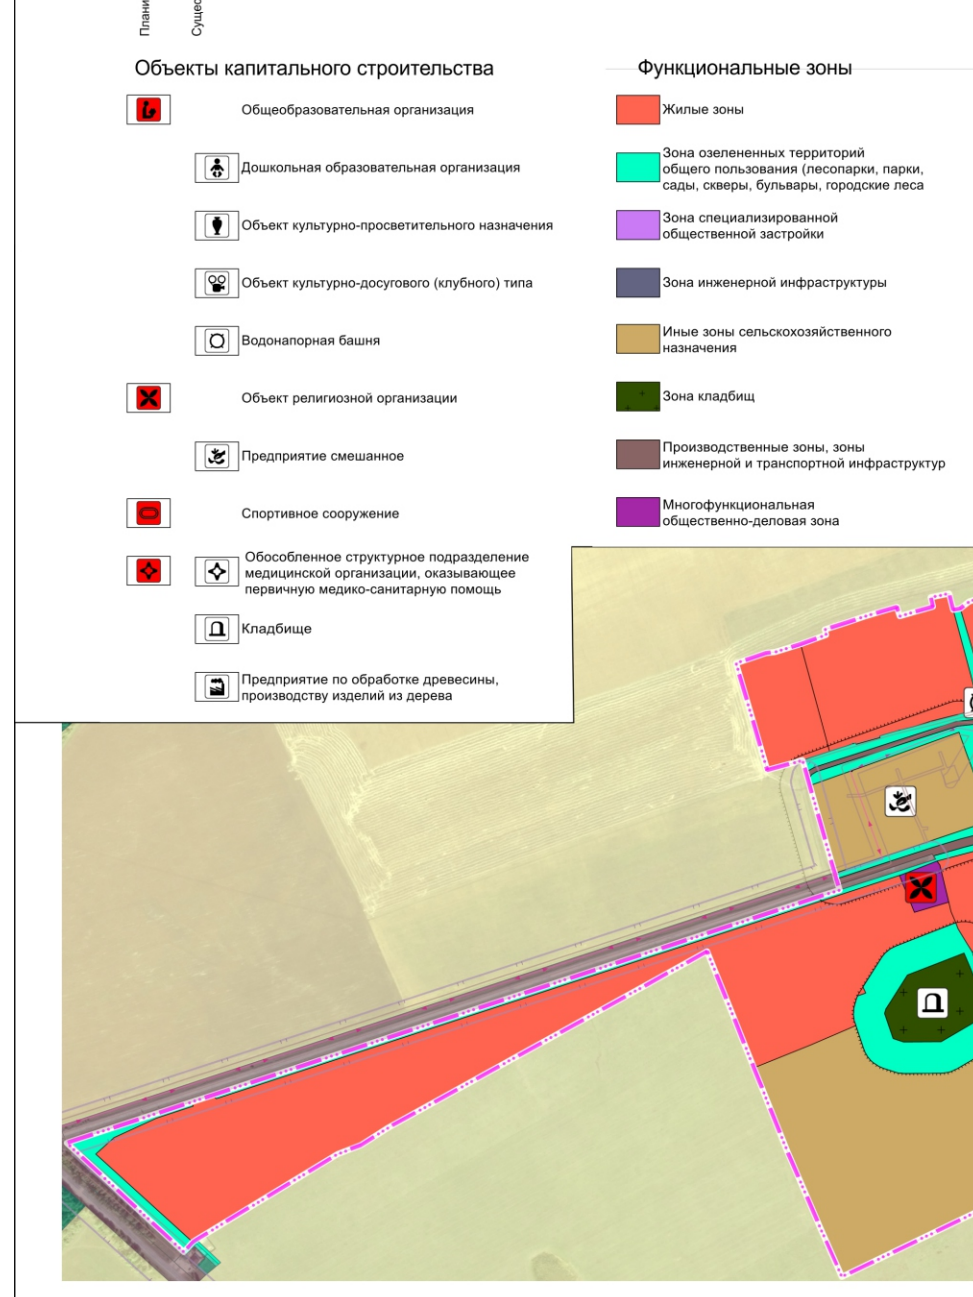 Объекты капитального строительства
Общеобразовательная организация
Дошкольная образовательная организация
Объект культурно-просветительного назначения
Объект культурно-досугового (клубного) типа
Водонапорная башня
Объект религиозной организации
Предприятие смешанное
Спортивное сооружение
Обособленное структурное подразделение
медицинской организации, оказывающее
первичную медико-санитарную помощь
Кладбище
Предприятие по обработке древесины,
производству изделий из дерева
Функциональные зоны
Жилые зоны
Зона озелененных территорий
общего пользования (лесопарки, парки,
сады, скверы, бульвары, городские леса
Зона специализированной
общественной застройки
Зона инженерной инфраструктуры
Иные зоны сельскохозяйственного
назначения
Зона кладбищ
Производственные зоны, зоны
инженерной и транспортной инфраструктур
Многофункциональная
общественно-деловая зона